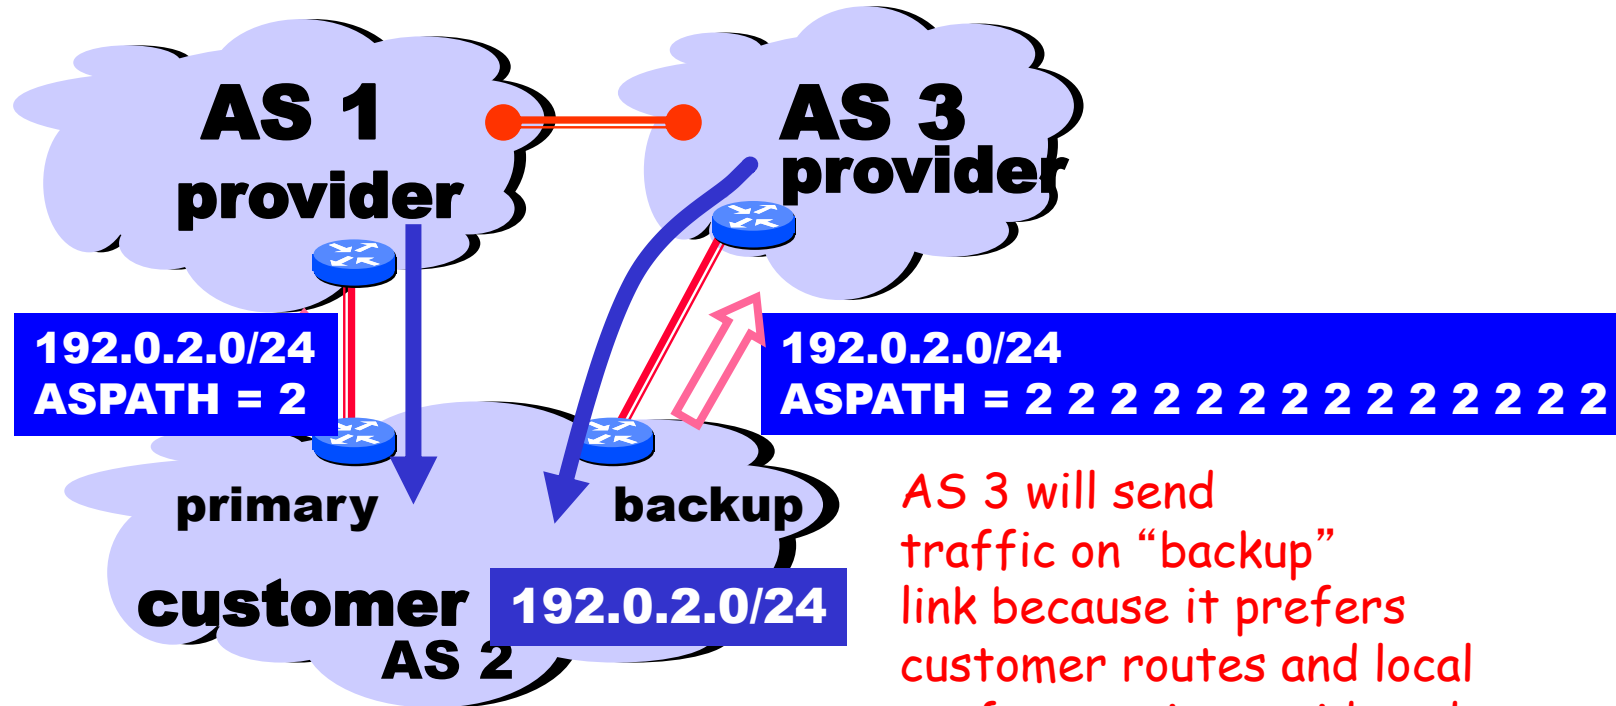 AS 1
provider
AS 3
provider
192.0.2.0/24
ASPATH = 2
192.0.2.0/24
ASPATH = 2 2 2 2 2 2 2 2 2 2 2 2 2 2
primary
backup
customer
AS 2
192.0.2.0/24
AS 3 will send
traffic on “backup”
link because it prefers
customer routes and local